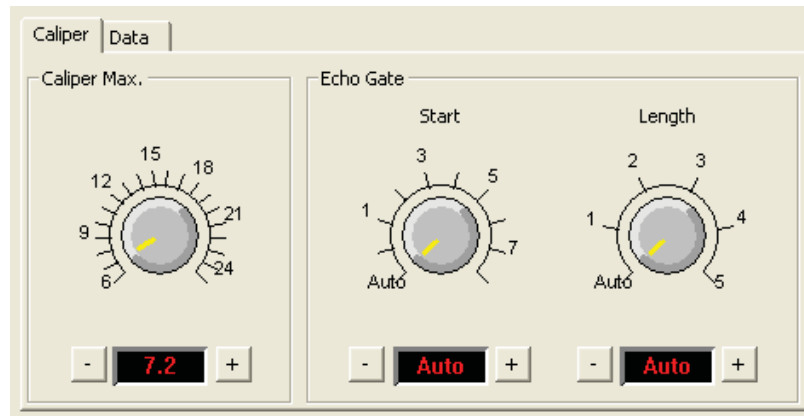 Caliper Data
Caliper Max.
15
18
12
21
9
24
6
- 7.2 +
Echo Gate
Start
3
5
1
7
Auto
- Auto +
Length
2 3
1 4
Auto 5
- Auto +